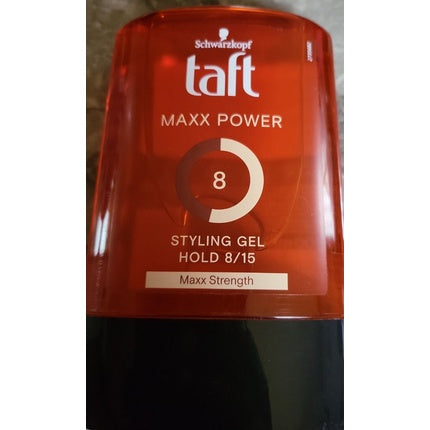 Schwarzkopf
taft
MAXX POWER
8
STYLING GEL
HOLD 8/15
Maxx Strength